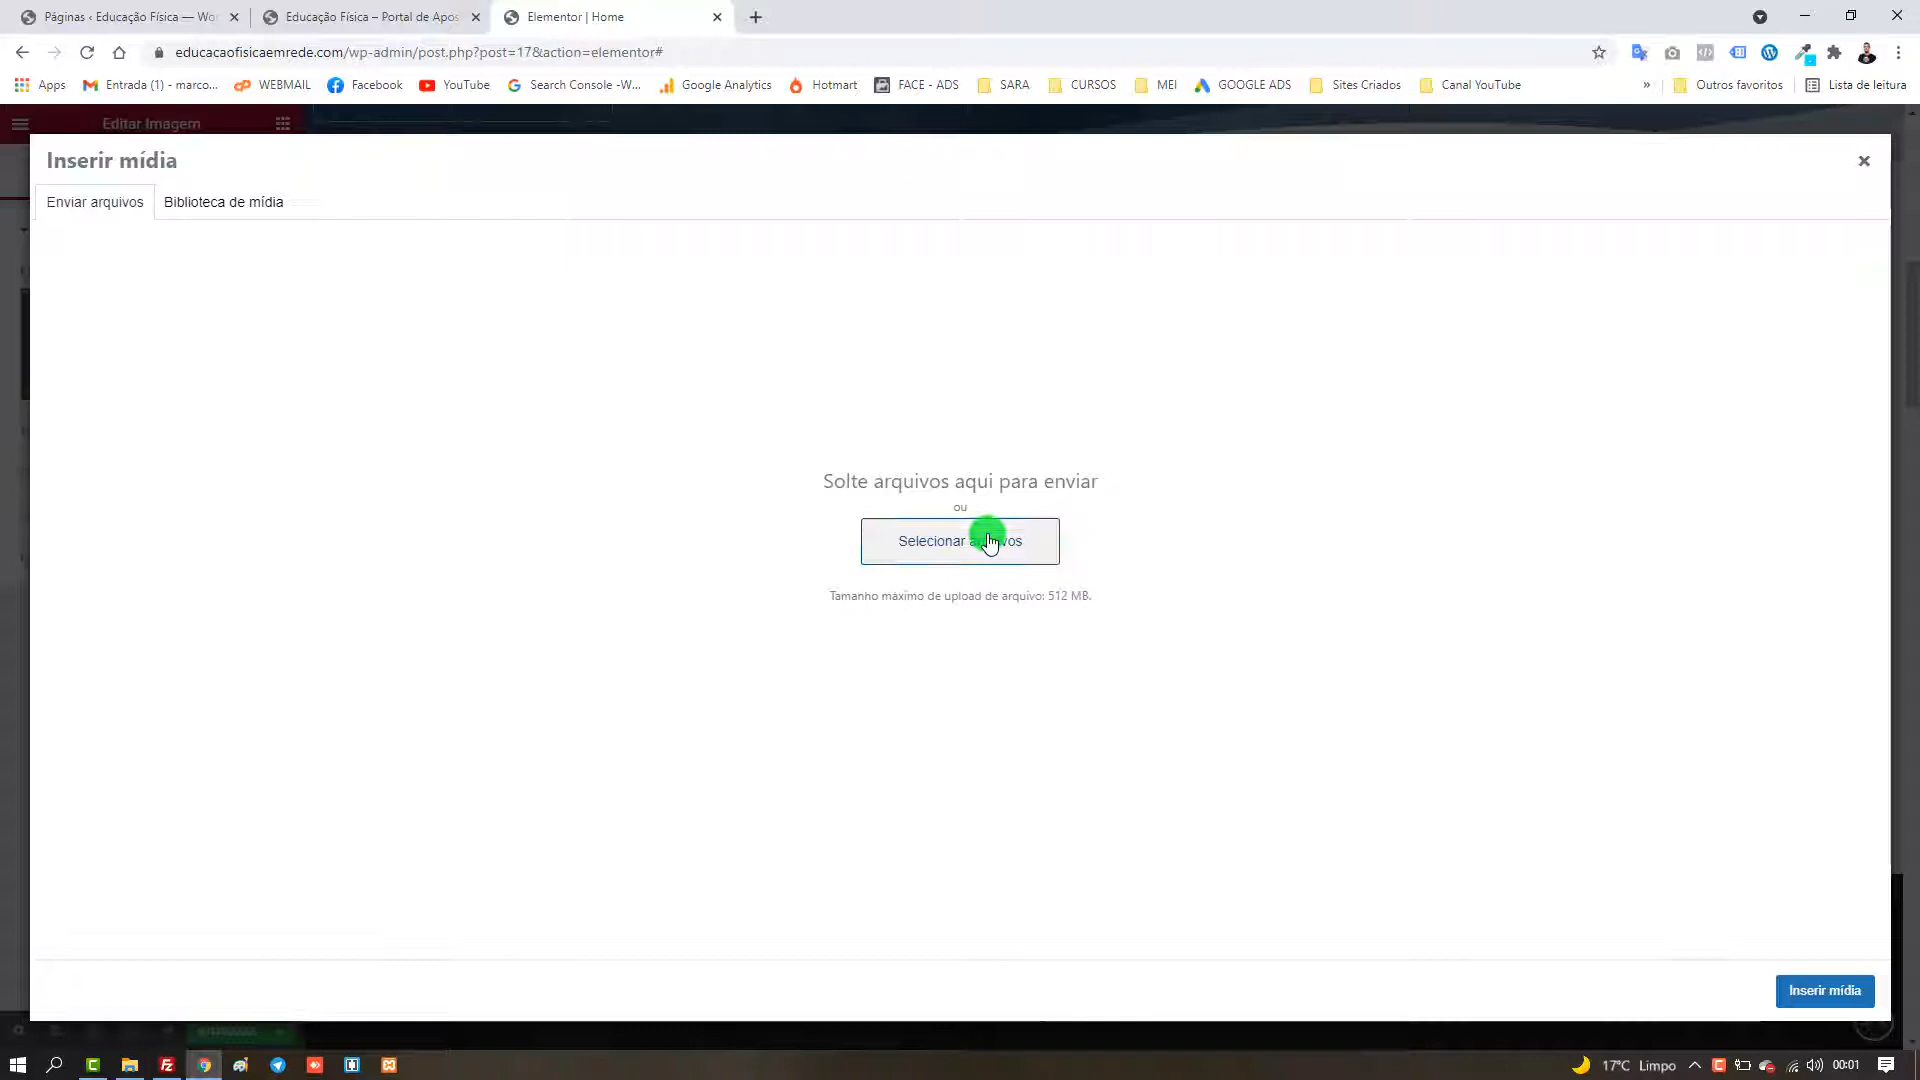 Páginas ‹ Educação Física — Wo
Educação Física – Portal de Apos
Elementor | Home
educacaofisicaemrede.com/wp-admin/post.php?post=17&action=elementor#
Apps
Entrada (1) - marco...
WEBMAIL
Facebook
YouTube
Search Console -W...
Google Analytics
Hotmart
FACE - ADS
SARA
CURSOS
MEI
GOOGLE ADS
Sites Criados
Canal YouTube
»
Outros favoritos
Lista de leitura
Editar Imagem
Inserir mídia
Enviar arquivos
Biblioteca de mídia
Solte arquivos aqui para enviar
ou
Selecionar arquivos
Tamanho máximo de upload de arquivo: 512 MB.
Inserir mídia
17°C Limpo
00:01